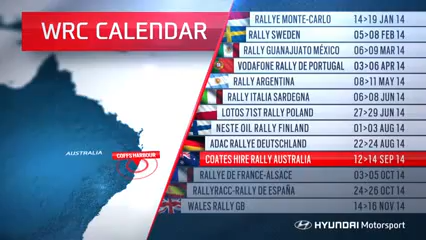 WRC CALENDAR
RALLYE MONTE-CARLO 14>19 JAN 14
RALLY SWEDEN 05>08 FEB 14
RALLY GUANAJUATO MÉXICO 06>09 MAR 14
VODAFONE RALLY DE PORTUGAL 03>06 APR 14
RALLY ARGENTINA 08>11 MAY 14
RALLY ITALIA SARDEGNA 06>08 JUN 14
LOTOS 71ST RALLY POLAND 27>29 JUN 14
NESTE OIL RALLY FINLAND 01>03 AUG 14
ADAC RALLYE DEUTSCHLAND 22>24 AUG 14
COATES HIRE RALLY AUSTRALIA 12>14 SEP 14
RALLYE DE FRANCE-ALSACE 03>05 OCT 14
RALLYRACC-RALLY DE ESPAÑA 24>26 OCT 14
WALES RALLY GB 14>16 NOV 14
AUSTRALIA
COFFS HARBOUR
HYUNDAI Motorsport